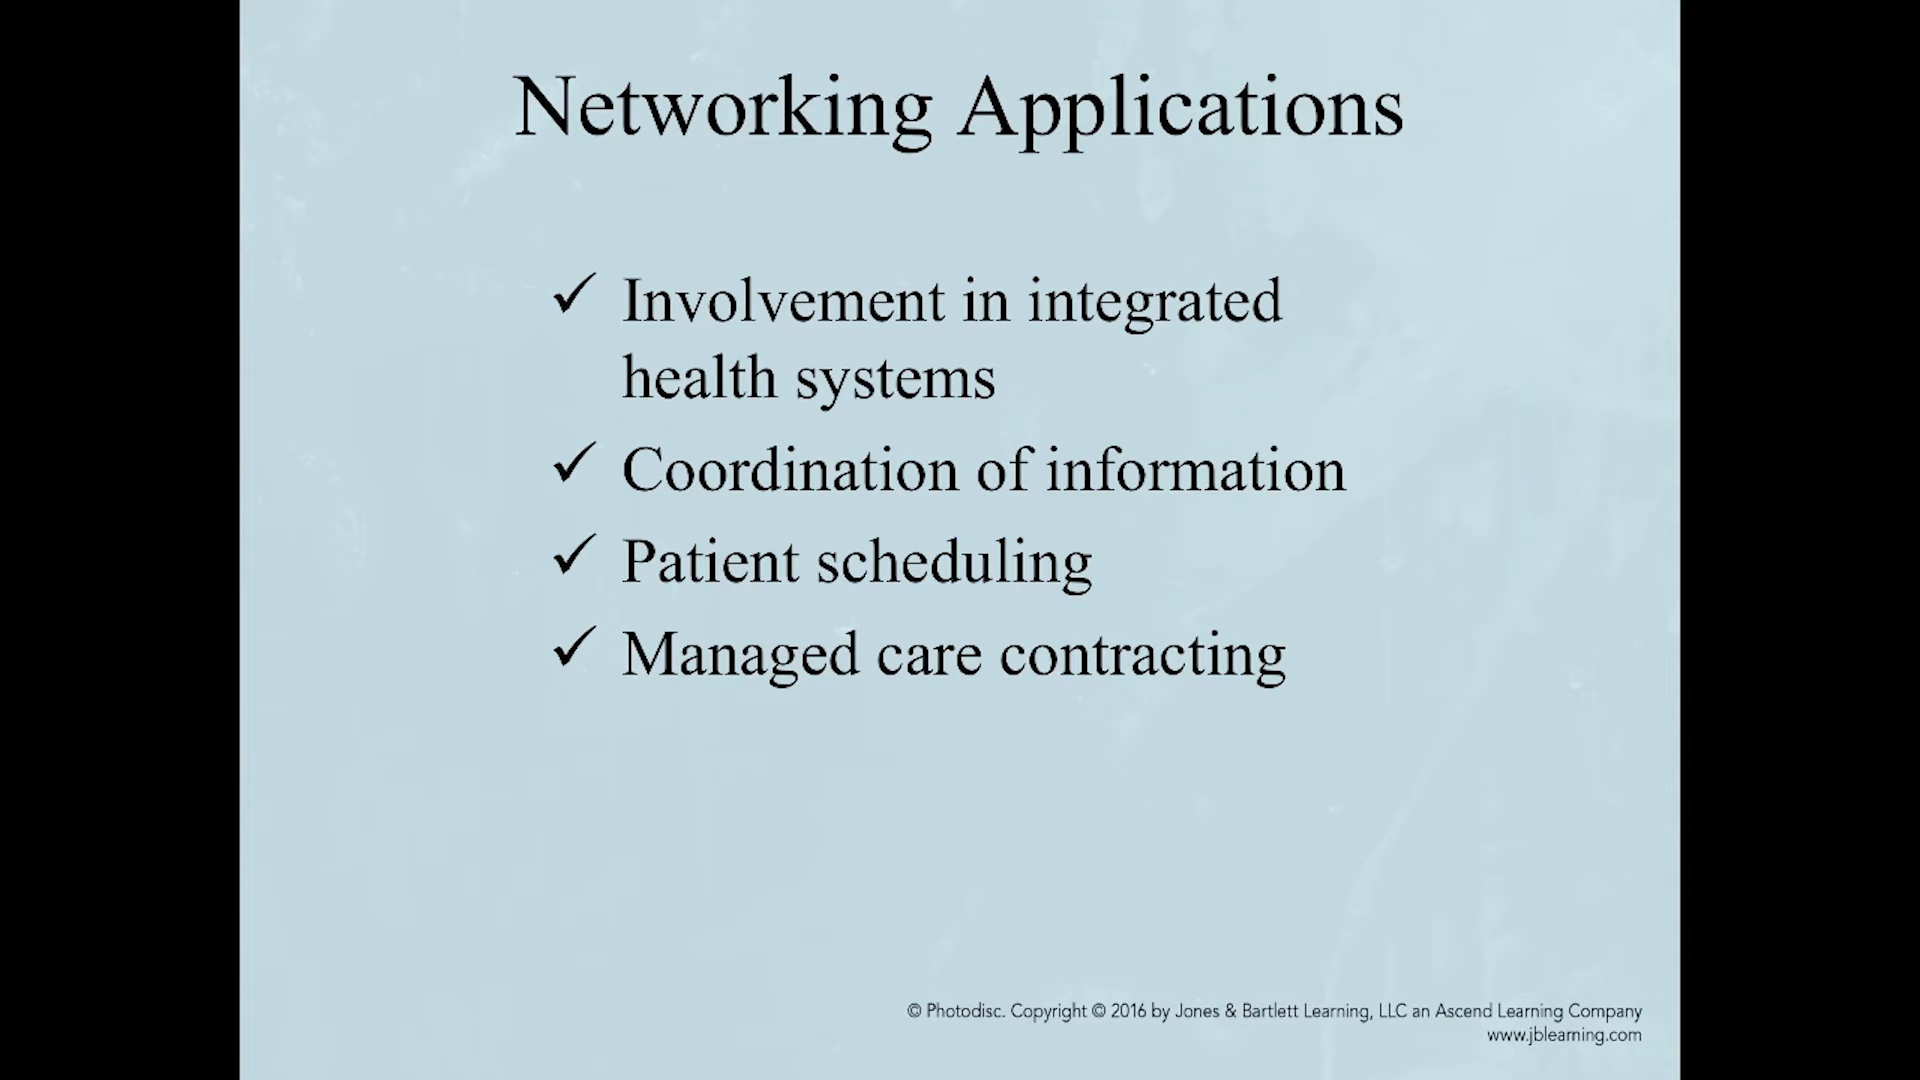 Networking Applications
✓ Involvement in integrated
health systems
✓ Coordination of information
✓ Patient scheduling
✓ Managed care contracting
© Photodisc. Copyright © 2016 by Jones & Bartlett Learning, LLC an Ascend Learning Company
www.jblearning.com